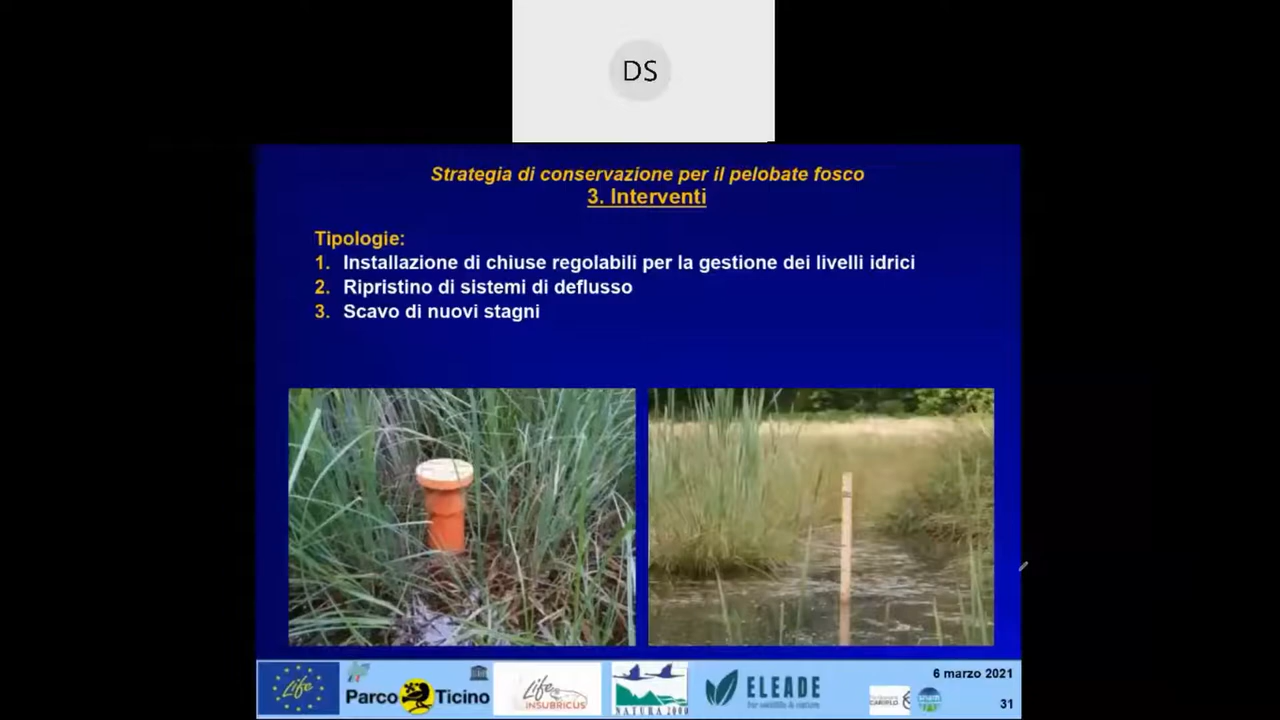 DS
Strategia di conservazione per il pelobate fosco
3. Interventi
Tipologie:
1. Installazione di chiuse regolabili per la gestione dei livelli idrici
2. Ripristino di sistemi di deflusso
3. Scavo di nuovi stagni
Life
Parco Ticino
Life
INSUBRICUS
NATURA 2000
ELEADE
for wildlife & nature
CARIPLO
6 marzo 2021
31